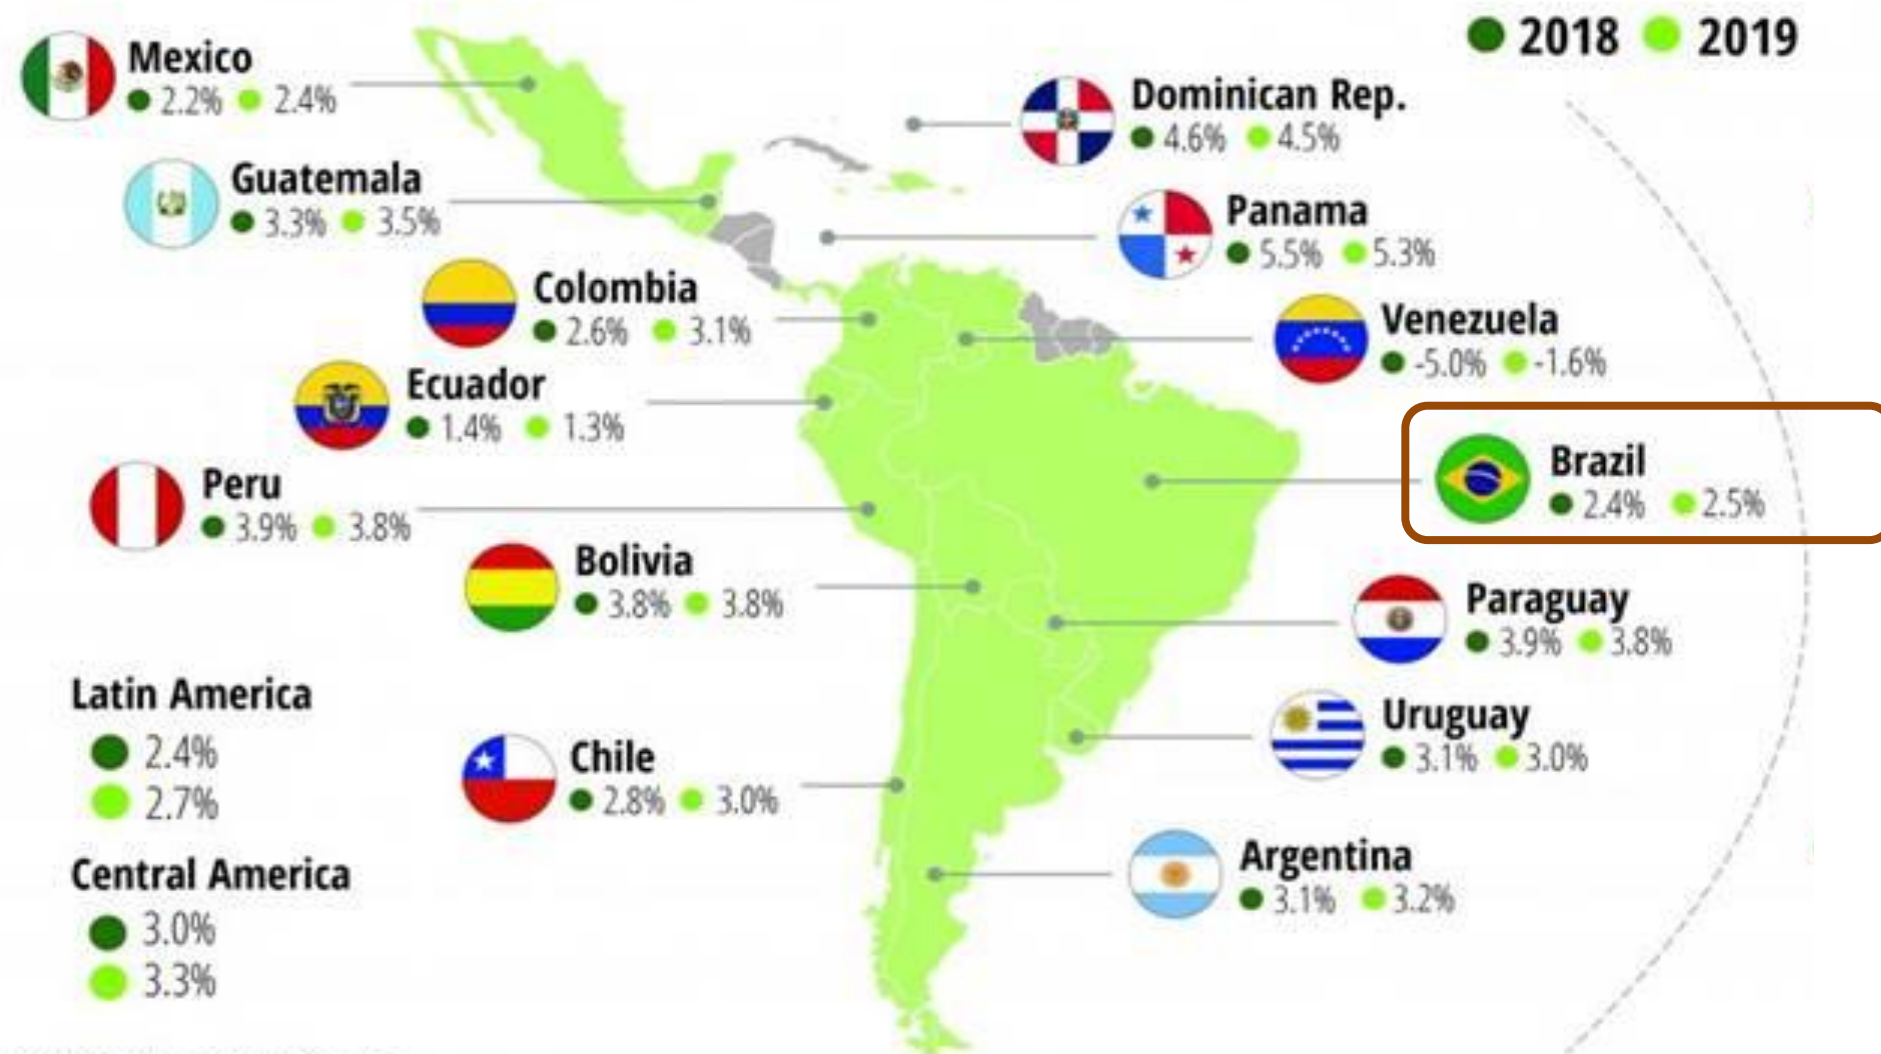 2018 2019
Mexico
2.2% 2.4%
Dominican Rep.
4.6% 4.5%
Guatemala
3.3% 3.5%
Panama
5.5% 5.3%
Colombia
2.6% 3.1%
Venezuela
-5.0% -1.6%
Ecuador
1.4% 1.3%
Brazil
2.4% 2.5%
Peru
3.9% 3.8%
Bolivia
3.8% 3.8%
Paraguay
3.9% 3.8%
Latin America
2.4%
2.7%
Uruguay
3.1% 3.0%
Chile
2.8% 3.0%
Central America
3.0%
3.3%
Argentina
3.1% 3.2%